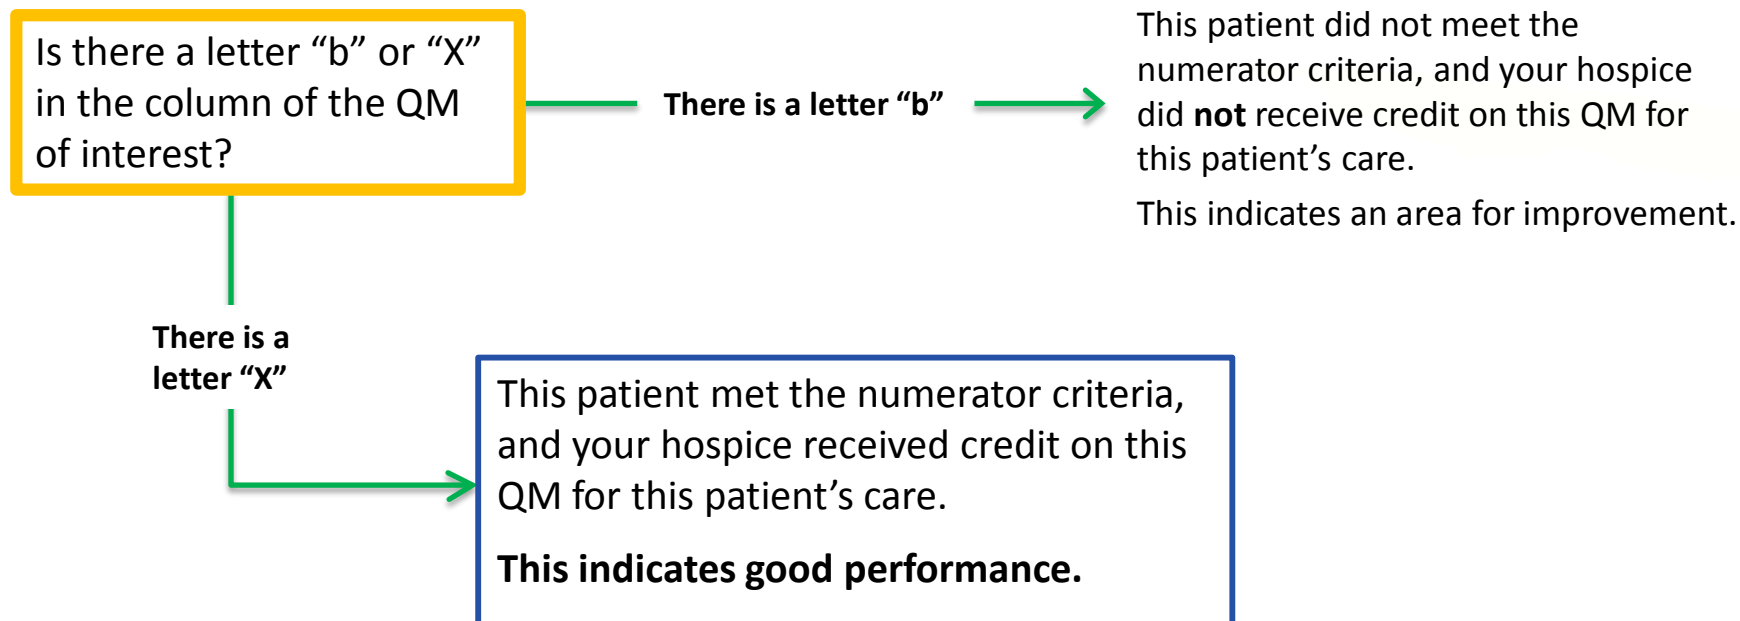 Is there a letter “b” or “X”
in the column of the QM
of interest?
There is a letter “b”
This patient did not meet the
numerator criteria, and your hospice
did not receive credit on this QM for
this patient’s care.
This indicates an area for improvement.
There is a
letter “X”
This patient met the numerator criteria,
and your hospice received credit on this
QM for this patient’s care.
This indicates good performance.